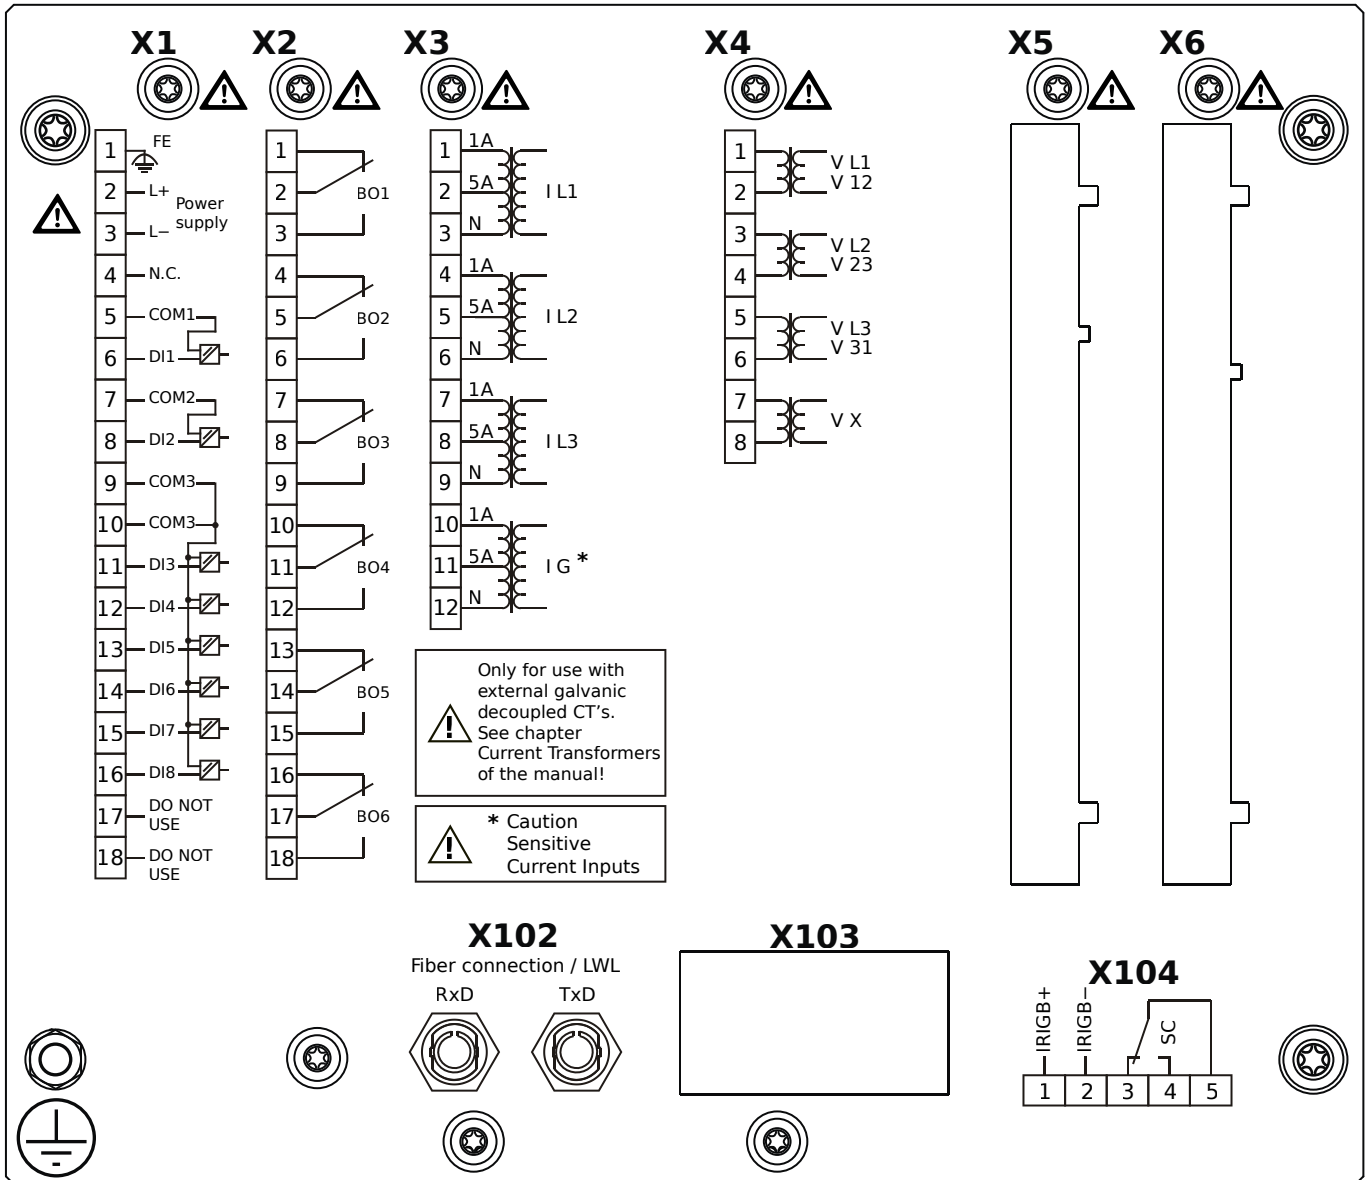 X1
X2
X3
X4
X5
X6
1 FE
2 L+
Power
supply
3 L−
4 N.C.
5 COM1
6 DI1
7 COM2
8 DI2
9 COM3
10 COM3
11 DI3
12 DI4
13 DI5
14 DI6
15 DI7
16 DI8
17 DO NOT
USE
18 DO NOT
USE
1
2 BO1
3
4
5 BO2
6
7
8 BO3
9
10
11 BO4
12
13
14 BO5
15
16
17 BO6
18
1 1A
2 5A I L1
3 N
4 1A
5 5A I L2
6 N
7 1A
8 5A I L3
9 N
10 1A
11 5A I G *
12 N
1 V L1
2 V 12
3 V L2
4 V 23
5 V L3
6 V 31
7 V X
8
Only for use with
external galvanic
decoupled CT's.
See chapter
Current Transformers
of the manual!
* Caution
Sensitive
Current Inputs
X102
Fiber connection / LWL
RxD TxD
X103
X104
IRIGB+
IRIGB−
SC
1 2 3 4 5